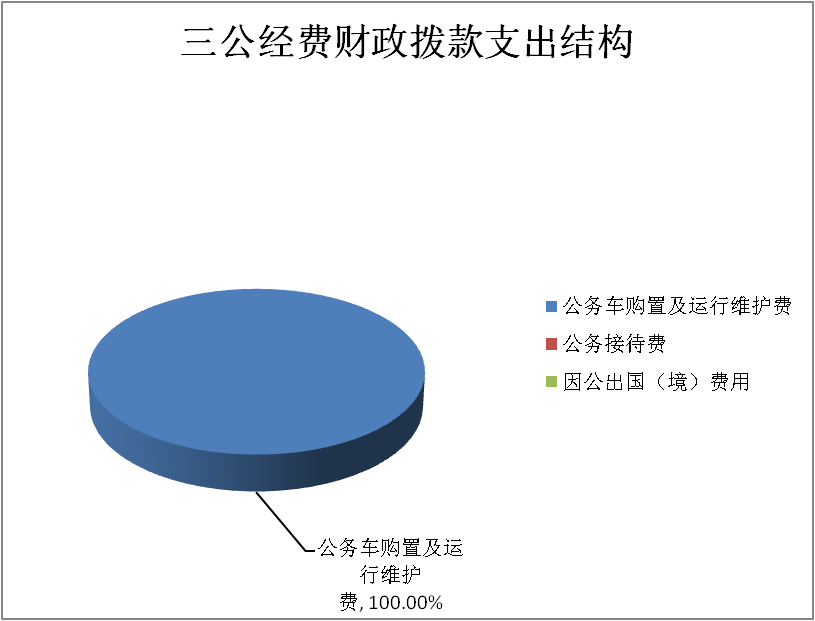 三公经费财政拨款支出结构
公务车购置及运行维护费
公务接待费
因公出国（境）费用
公务车购置及运
行维护
费, 100.00%